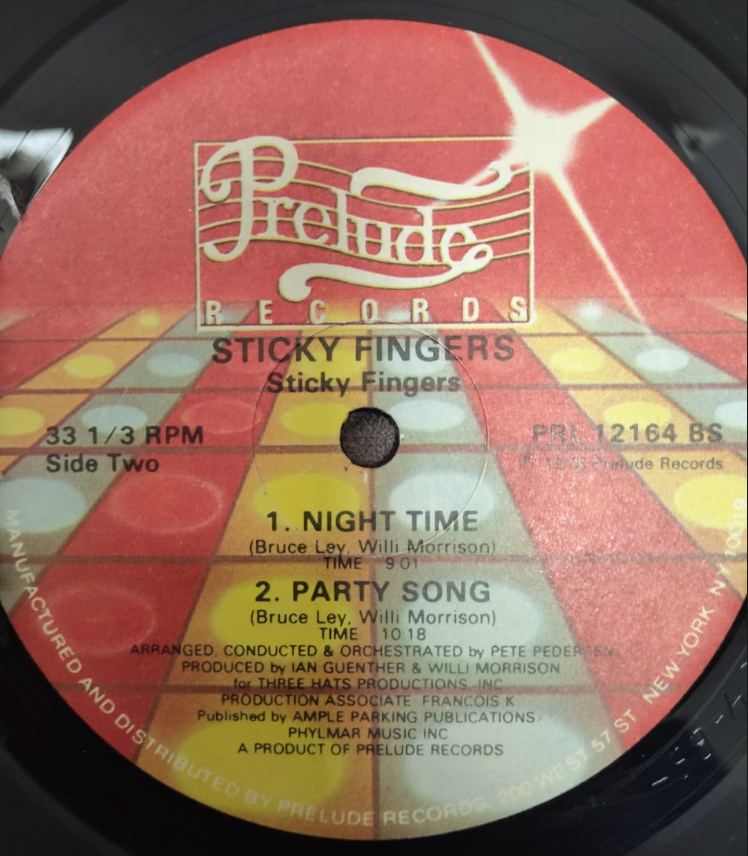 Prelude
RECORDS
STICKY FINGERS
Sticky Fingers
33 1/3 RPM
Side Two
PRL 12164 BS
Ⓟ 1978 Prelude Records
1. NIGHT TIME
(Bruce Ley, Willi Morrison)
TIME 9:01
2. PARTY SONG
(Bruce Ley, Willi Morrison)
TIME 10:18
ARRANGED, CONDUCTED & ORCHESTRATED by PETE PEDERSEN
PRODUCED by IAN GUENTHER & WILLI MORRISON
for THREE HATS PRODUCTIONS, INC.
PRODUCTION ASSOCIATE FRANCOIS K
Published by AMPLE PARKING PUBLICATIONS/
PHYLMAR MUSIC INC
A PRODUCT OF PRELUDE RECORDS
MANUFACTURED AND DISTRIBUTED BY PRELUDE RECORDS, 200 WEST 57 ST NEW YORK, NY 10019